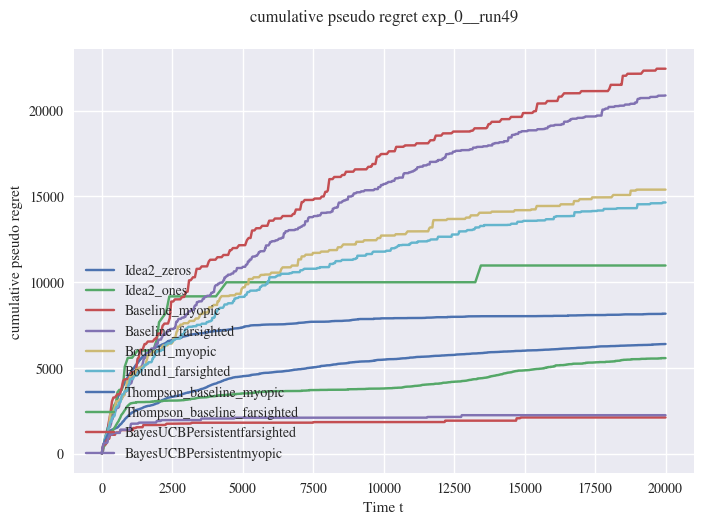 cumulative pseudo regret exp_0__run49
cumulative pseudo regret
20000
15000
10000
5000
0
Idea2_zeros
Idea2_ones
Baseline_myopic
Baseline_farsighted
Bound1_myopic
Bound1_farsighted
Thompson_baseline_myopic
Thompson_baseline_farsighted
BayesUCBPersistentfarsighted
BayesUCBPersistentmyopic
0 2500 5000 7500 10000 12500 15000 17500 20000
Time t